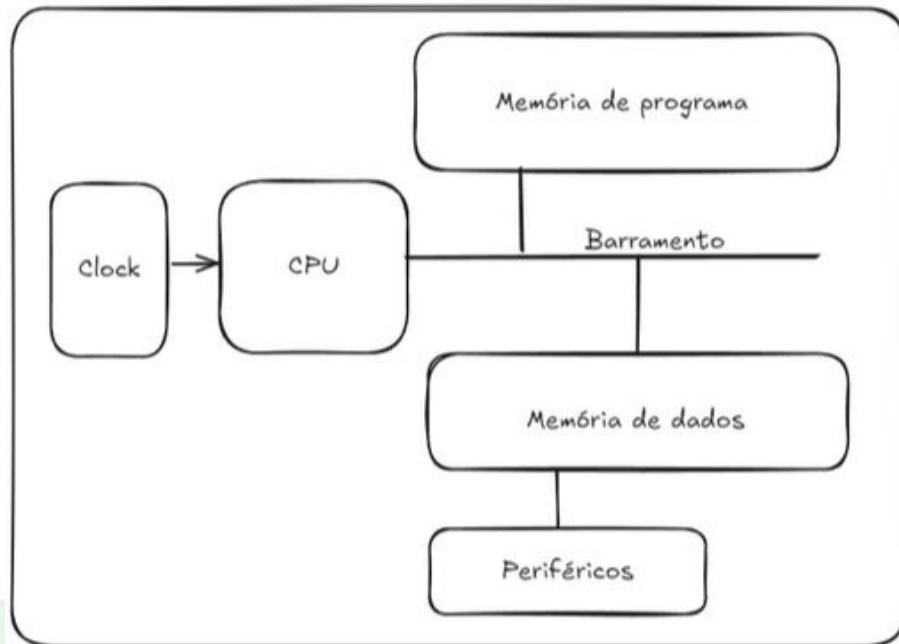 Memória de programa
Barramento
Clock
CPU
Memória de dados
Periféricos